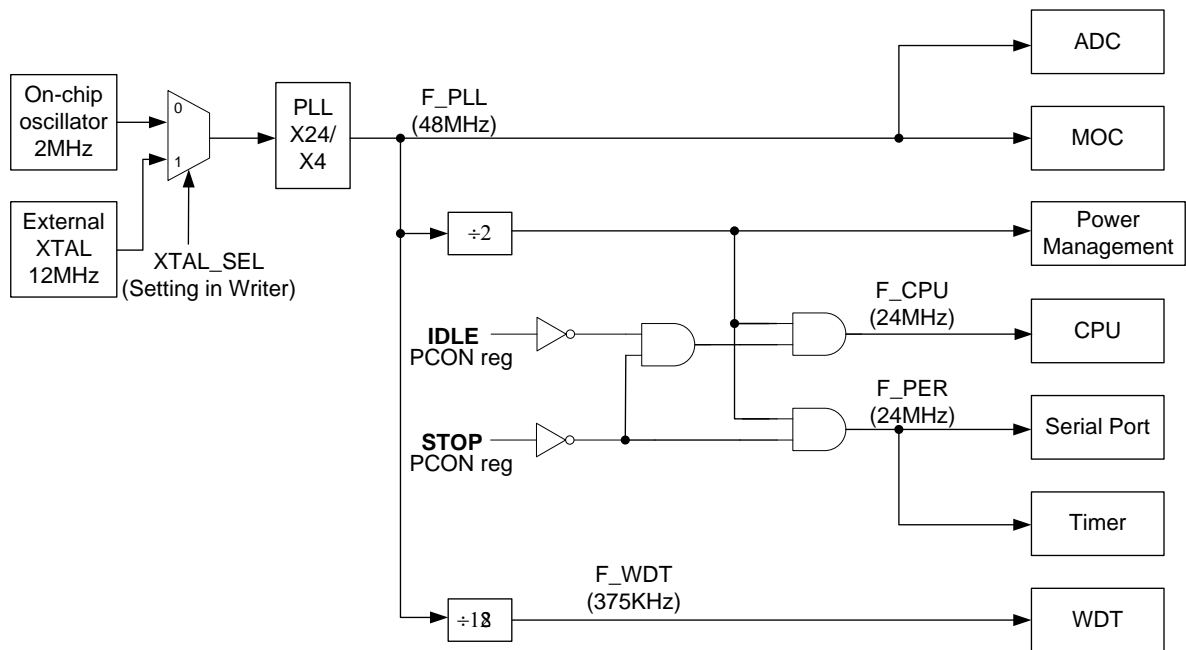 On-chip
oscillator
2MHz
External
XTAL
12MHz
0
1
XTAL_SEL
(Setting in Writer)
PLL
X24/
X4
F_PLL
(48MHz)
÷2
IDLE
PCON reg
STOP
PCON reg
F_CPU
(24MHz)
F_PER
(24MHz)
F_WDT
(375KHz)
ADC
MOC
Power
Management
CPU
Serial Port
Timer
WDT